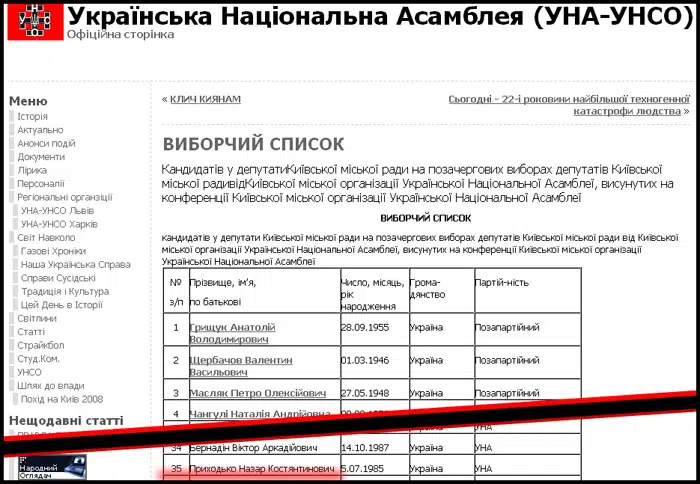 Українська Національна Асамблея (УНА-УНСО)
Офіційна сторінка
« КЛИЧ КИЯНАМ
Сьогодні – 22-і роковини найбільшої техногенної
катастрофи людства »
Меню
Історія
Актуально
Анонси подій
Документи
Лірика
Персоналії
Регіональні організції
УНА-УНСО Львів
УНА-УНСО Харків
Світ Навколо
Газові Хроніки
Наша Українська Справа
Справи Сусідські
Традиція і Культура
Цей День в Історії
Світлини
Статті
Страйкбол
Студ.Ком.
УНСО
Шлях до влади
Похід на Київ 2008
Нещодавні статті
Народний
Оглядач
ВИБОРЧИЙ СПИСОК
Кандидатів у депутатиКиївської міської ради на позачергових виборах депутатів Київської
міської радивідКиївської міської організації Української Національної Асамблеї, висунутих на
конференції Київської міської організації Української Національної Асамблеї
ВИБОРЧИЙ СПИСОК
кандидатів у депутати Київської міської ради на позачергових виборах депутатів Київської міської ради від Київської
міської організації Української Національної Асамблеї, висунутих на конференції Київської міської організації
Української Національної Асамблеї
№ з/п Прізвище, ім’я, по батькові Число, місяць, рік народження Грома-дянство Партій-ність
1 Грищук Анатолій Володимирович 28.09.1955 Україна Позапартійний
2 Щербачов Валентин Васильович 01.03.1946 Україна Позапартійний
3 Масляк Петро Олексійович 27.05.1948 Україна Позапартійний
4 Чангулі Наталія Андріївна
34 Бернадін Віктор Аркадійович 14.10.1987 Україна УНА
35 Приходько Назар Костянтинович 5.07.1985 Україна УНА